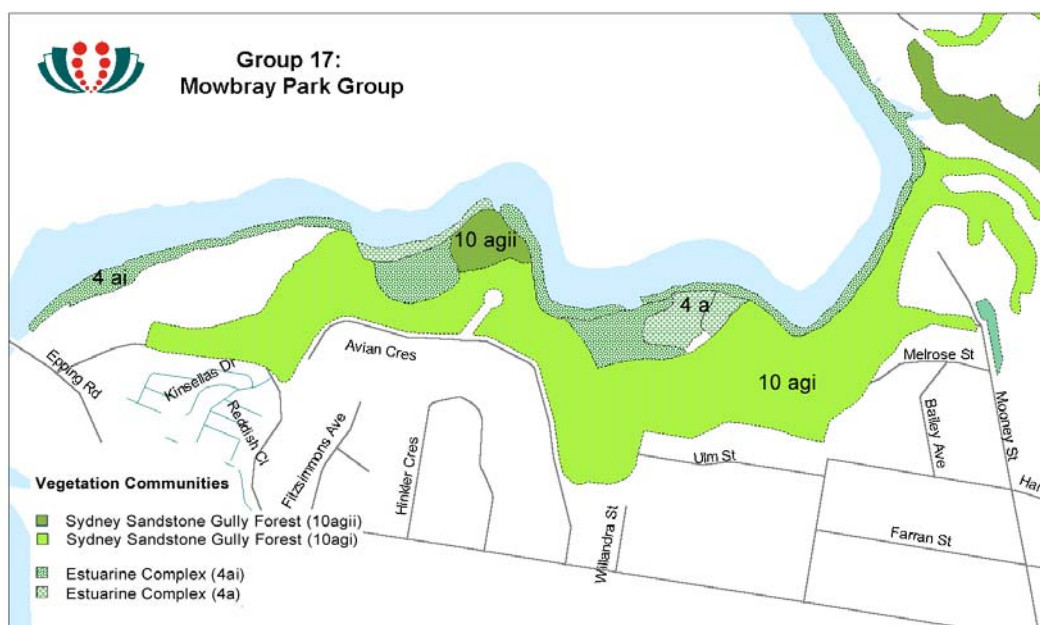 Group 17:
Mowbray Park Group
10 agii
4 ai
4 a
10 agi
Avian Cres
Melrose St
Epping Rd
Kinsellas Dr
Reddish Cl
Fitzsimmons Ave
Hinkler Cres
Willandra St
Ulm St
Bailey Ave
Mooney St
Har
Farran St
Vegetation Communities
Sydney Sandstone Gully Forest (10agii)
Sydney Sandstone Gully Forest (10agi)
Estuarine Complex (4ai)
Estuarine Complex (4a)